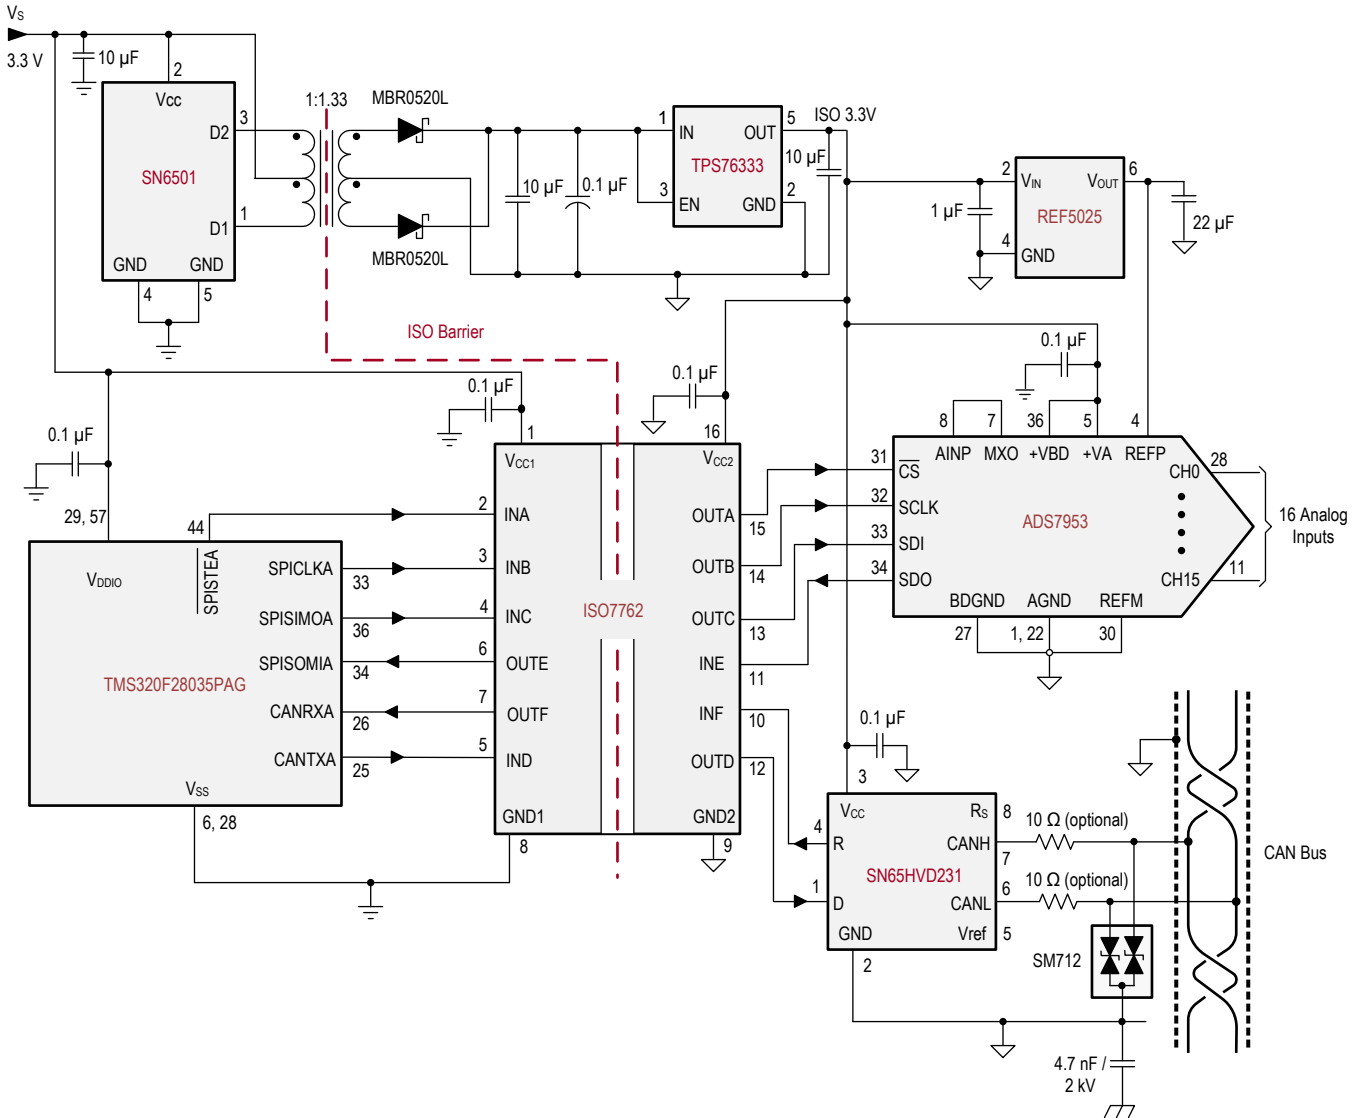 VS
3.3 V
10 µF
2
Vcc
D2
3
SN6501
1
D1
GND
GND
4
5
1:1.33
MBR0520L
MBR0520L
10 µF
0.1 µF
1
IN
OUT
5
TPS76333
3
EN
GND
2
ISO 3.3V
10 µF
2
VIN
VOUT
6
REF5025
1 µF
4
GND
22 µF
ISO Barrier
0.1 µF
0.1 µF
0.1 µF
0.1 µF
1
16
VCC1
VCC2
8
7
36
5
4
AINP
MXO
+VBD
+VA
REFP
28
CH0
29, 57
44
VDDIO
SPISTEA
2
INA
OUTA
15
31
CS
3
INB
OUTB
14
32
SCLK
ADS7953
16 Analog
Inputs
SPICLKA
33
4
INC
OUTC
13
33
SDI
34
SDO
CH15
11
SPISIMOA
36
ISO7762
BDGND
AGND
REFM
27
1, 22
30
SPISOMIA
34
6
OUTE
INE
11
TMS320F28035PAG
CANRXA
26
7
OUTF
INF
10
CANTXA
25
5
IND
OUTD
12
VSS
6, 28
GND1
8
GND2
9
0.1 µF
3
VCC
RS
8
4
R
CANH
7
10 Ω (optional)
SN65HVD231
1
D
CANL
6
10 Ω (optional)
GND
2
Vref
5
SM712
CAN Bus
4.7 nF /
2 kV